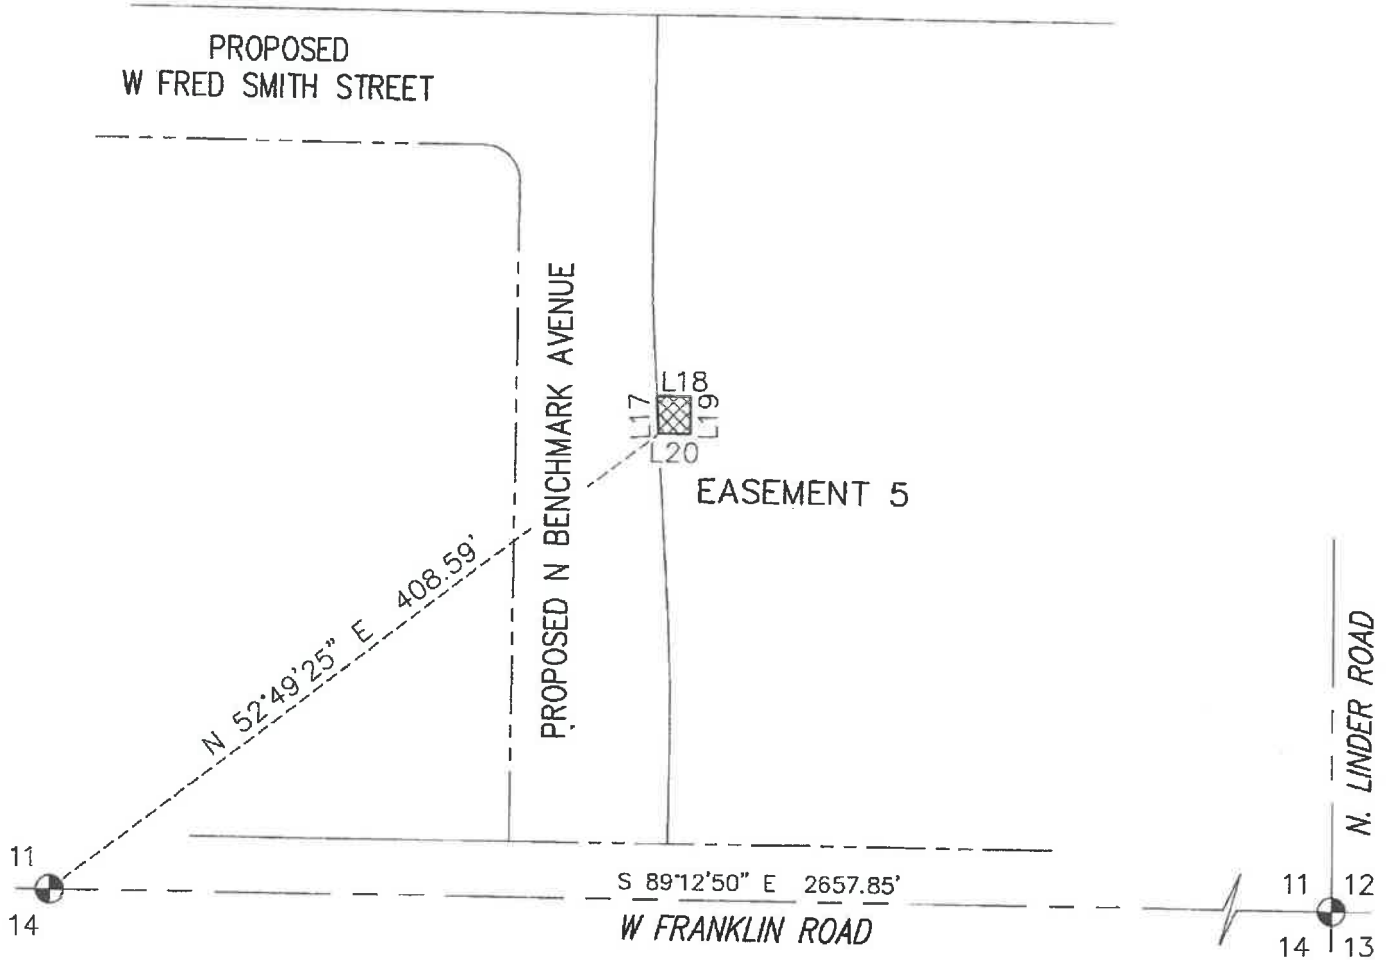 PROPOSED
W FRED SMITH STREET
PROPOSED N BENCHMARK AVENUE
L18
L17
L19
L20
EASEMENT 5
N 52°49'25" E 408.59'
N. LINDER ROAD
11
14
S 89°12'50" E 2657.85'
W FRANKLIN ROAD
11 12
14 13